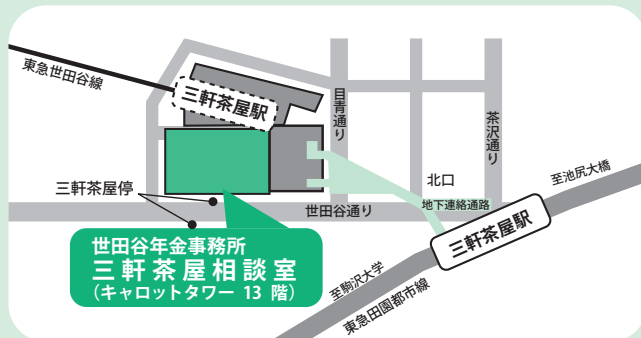 東急世田谷線
三軒茶屋駅
目青通り
茶沢通り
北口
至池尻大橋
三軒茶屋停
世田谷通り
地下連絡通路
三軒茶屋駅
世田谷年金事務所
三軒茶屋相談室
(キャロットタワー 13 階)
至駒沢大学
東急田園都市線